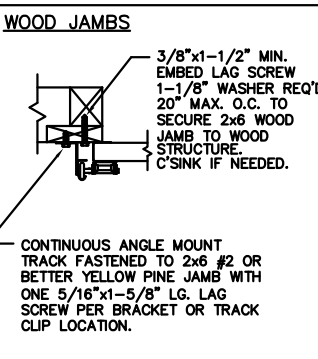 WOOD JAMBS
3/8"x1-1/2" MIN.
EMBED LAG SCREW
1-1/8" WASHER REQ'D
20" MAX. O.C. TO
SECURE 2x6 WOOD
JAMB TO WOOD
STRUCTURE.
C'SINK IF NEEDED.
CONTINUOUS ANGLE MOUNT
TRACK FASTENED TO 2x6 #2 OR
BETTER YELLOW PINE JAMB WITH
ONE 5/16"x1-5/8" LG. LAG
SCREW PER BRACKET OR TRACK
CLIP LOCATION.